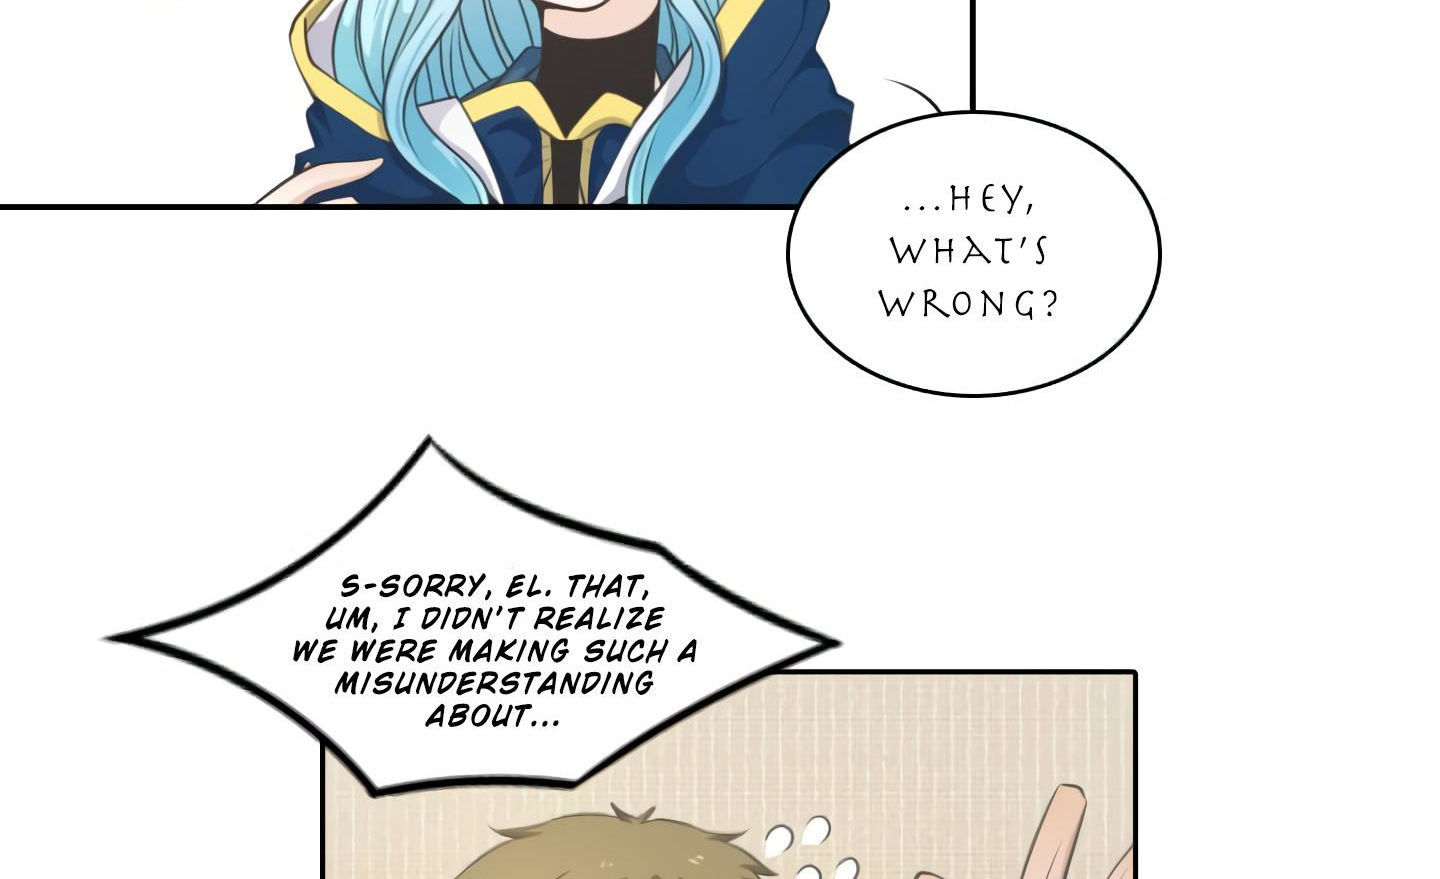 ...HEY,
WHAT'S
WRONG?
S-SORRY, EL. THAT,
UM, I DIDN'T REALIZE
WE WERE MAKING SUCH A
MISUNDERSTANDING
ABOUT...